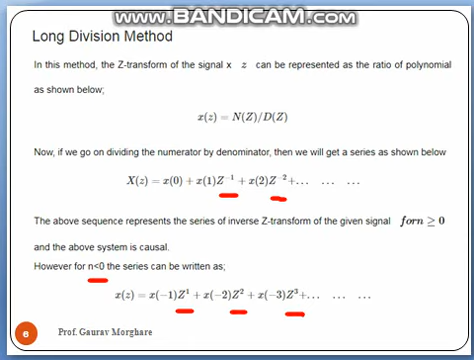 WWW.BANDICAM.COM
Long Division Method
In this method, the Z-transform of the signal x z can be represented as the ratio of polynomial
as shown below;
x(z) = N(Z)/D(Z)
Now, if we go on dividing the numerator by denominator, then we will get a series as shown below
X(z) = x(0) + x(1)Z⁻¹ + x(2)Z⁻² +… … …
The above sequence represents the series of inverse Z-transform of the given signal forn ≥ 0
and the above system is causal.
However for n<0 the series can be written as;
x(z) = x(−1)Z¹ + x(−2)Z² + x(−3)Z³ +… … …
6 Prof. Gaurav Morghare